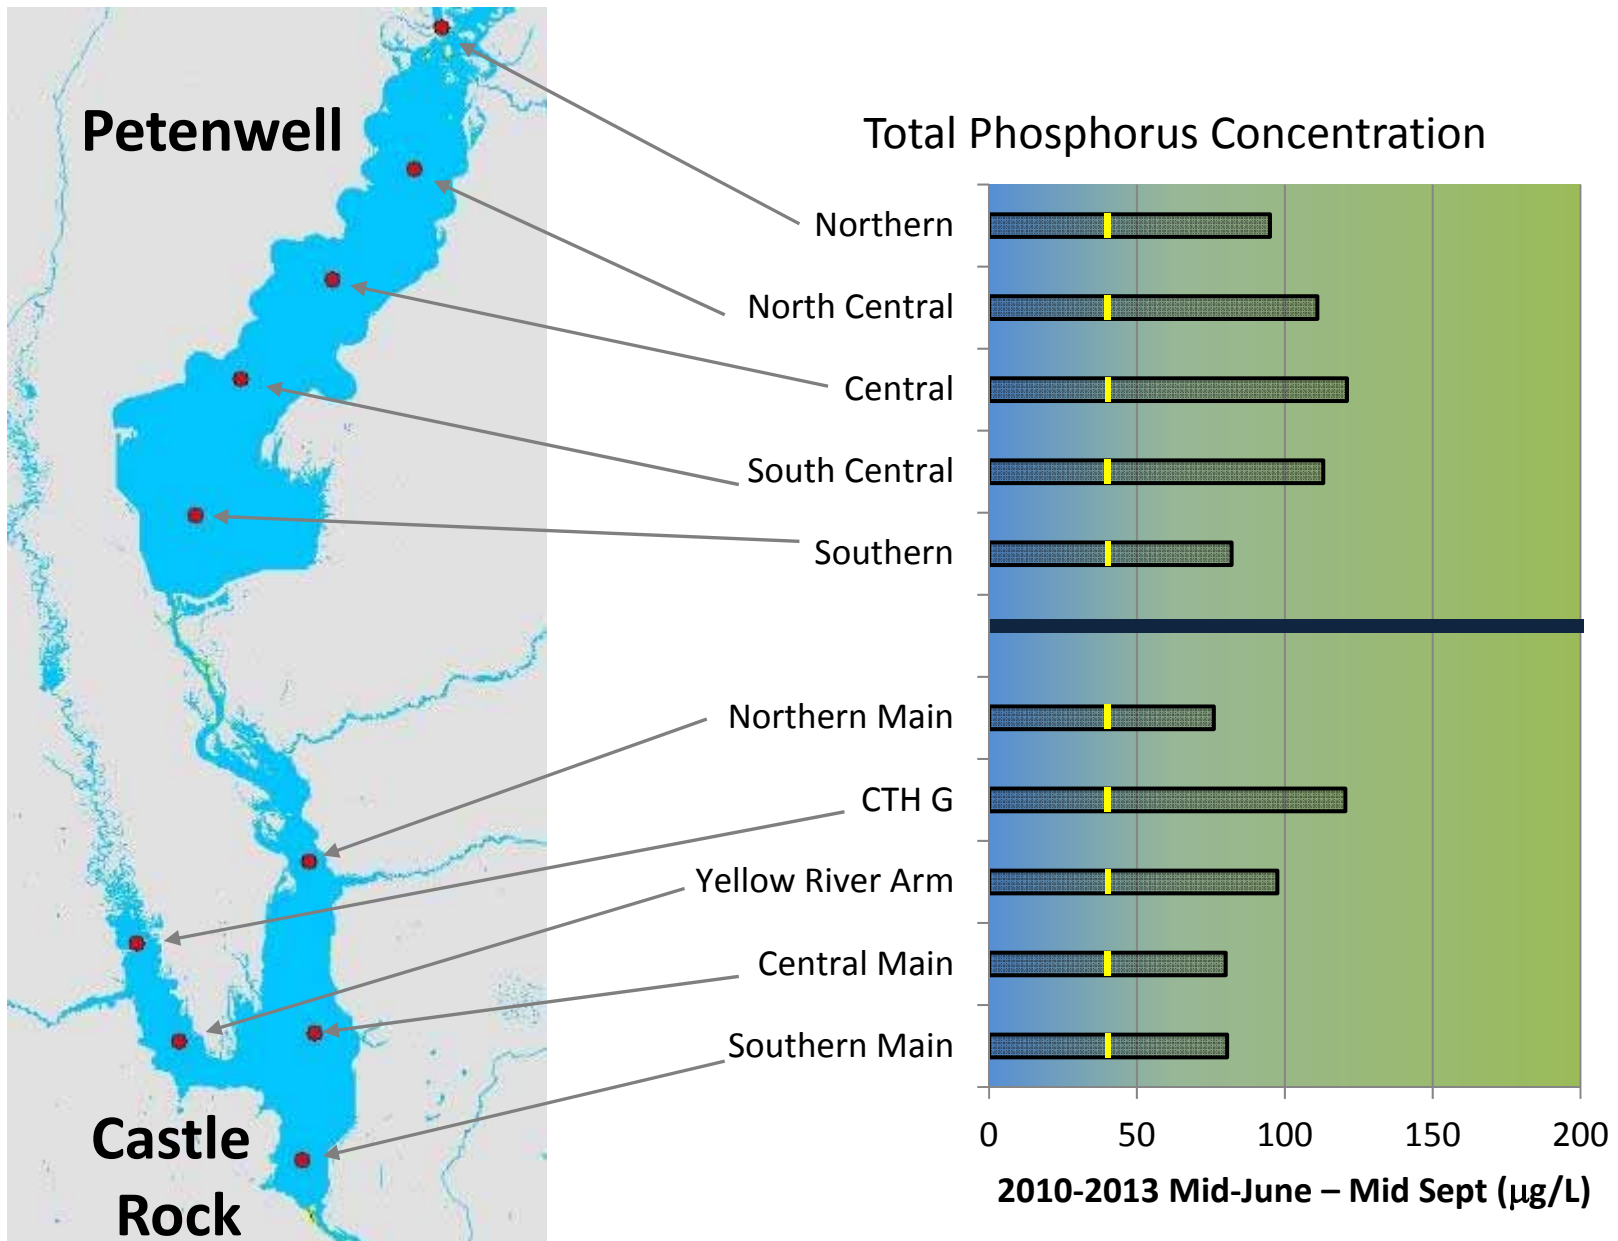 Petenwell
Total Phosphorus Concentration
Northern
North Central
Central
South Central
Southern
Northern Main
CTH G
Yellow River Arm
Central Main
Southern Main
Castle
Rock
0 50 100 150 200
2010-2013 Mid-June – Mid Sept (µg/L)